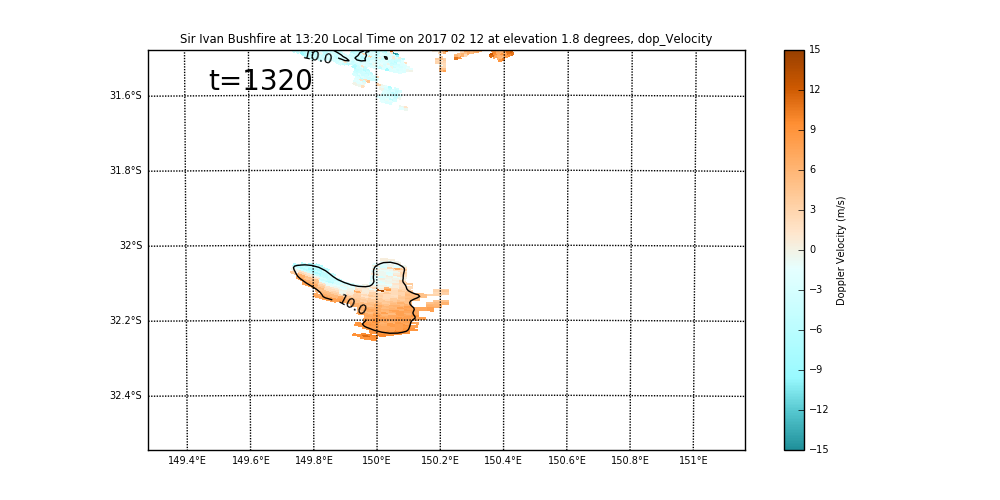 Sir Ivan Bushfire at 13:20 Local Time on 2017 02 12 at elevation 1.8 degrees, dop_Velocity
t=1320
10.0
10.0
31.6°S
31.8°S
32°S
32.2°S
32.4°S
149.4°E 149.6°E 149.8°E 150°E 150.2°E 150.4°E 150.6°E 150.8°E 151°E
15
12
9
6
3
0
−3
−6
−9
−12
−15
Doppler Velocity (m/s)